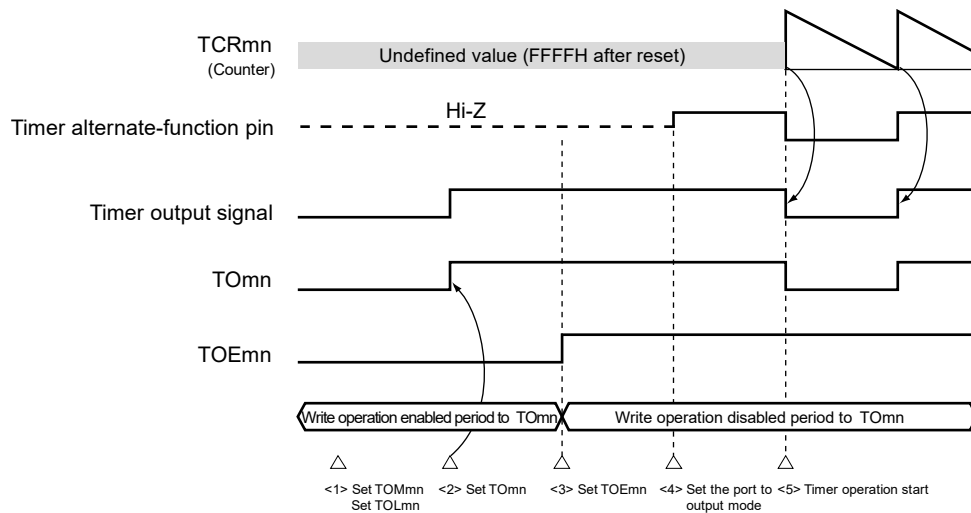 TCRmn
(Counter)
Undefined value (FFFFH after reset)
Hi-Z
Timer alternate-function pin
Timer output signal
TOmn
TOEmn
Write operation enabled period to TOmn
Write operation disabled period to TOmn
<1> Set TOMmn
Set TOLmn
<2> Set TOmn
<3> Set TOEmn
<4> Set the port to
output mode
<5> Timer operation start